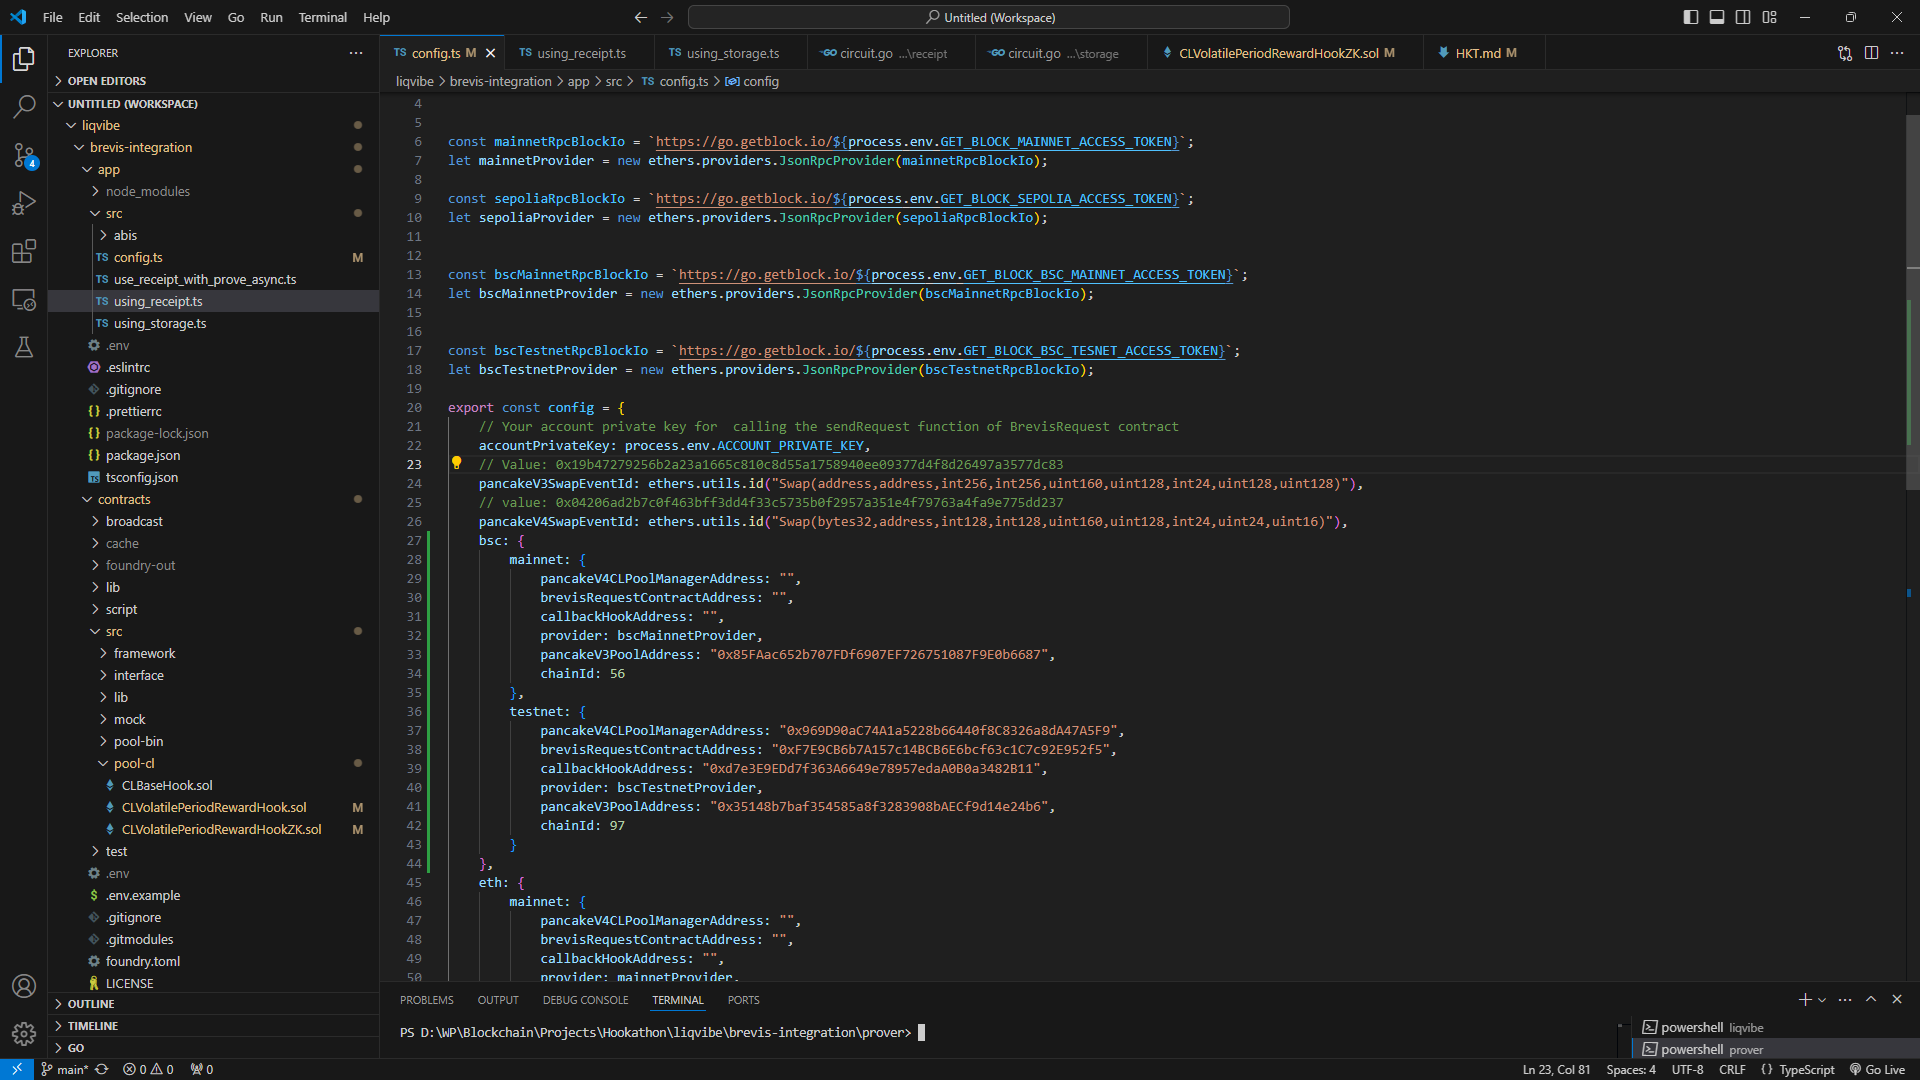 File Edit Selection View Go Run Terminal Help
Untitled (Workspace)
EXPLORER
OPEN EDITORS
UNTITLED (WORKSPACE)
liqvibe
brevis-integration
app
node_modules
src
abis
TS config.ts M
TS use_receipt_with_prove_async.ts
TS using_receipt.ts
TS using_storage.ts
.env
.eslintrc
.gitignore
{} .prettierrc
{} package-lock.json
{} package.json
TS tsconfig.json
contracts
broadcast
cache
foundry-out
lib
script
src
framework
interface
lib
mock
pool-bin
pool-cl
CLBaseHook.sol
CLVolatilePeriodRewardHook.sol M
CLVolatilePeriodRewardHookZK.sol M
test
.env
$ .env.example
.gitignore
.gitmodules
foundry.toml
LICENSE
OUTLINE
TIMELINE
GO
4
TS config.ts M
TS using_receipt.ts
TS using_storage.ts
GO circuit.go ...\receipt
GO circuit.go ...\storage
CLVolatilePeriodRewardHookZK.sol M
HKT.md M
liqvibe > brevis-integration > app > src > TS config.ts > config
4
5
6 const mainnetRpcBlockIo = `https://go.getblock.io/${process.env.GET_BLOCK_MAINNET_ACCESS_TOKEN}`;
7 let mainnetProvider = new ethers.providers.JsonRpcProvider(mainnetRpcBlockIo);
8
9 const sepoliaRpcBlockIo = `https://go.getblock.io/${process.env.GET_BLOCK_SEPOLIA_ACCESS_TOKEN}`;
10 let sepoliaProvider = new ethers.providers.JsonRpcProvider(sepoliaRpcBlockIo);
11
12
13 const bscMainnetRpcBlockIo = `https://go.getblock.io/${process.env.GET_BLOCK_BSC_MAINNET_ACCESS_TOKEN}`;
14 let bscMainnetProvider = new ethers.providers.JsonRpcProvider(bscMainnetRpcBlockIo);
15
16
17 const bscTestnetRpcBlockIo = `https://go.getblock.io/${process.env.GET_BLOCK_BSC_TESNET_ACCESS_TOKEN}`;
18 let bscTestnetProvider = new ethers.providers.JsonRpcProvider(bscTestnetRpcBlockIo);
19
20 export const config = {
21 // Your account private key for  calling the sendRequest function of BrevisRequest contract
22 accountPrivateKey: process.env.ACCOUNT_PRIVATE_KEY,
23 // Value: 0x19b47279256b2a23a1665c810c8d55a1758940ee09377d4f8d26497a3577dc83
24 pancakeV3SwapEventId: ethers.utils.id("Swap(address,address,int256,int256,uint160,uint128,int24,uint128,uint128)"),
25 // value: 0x04206ad2b7c0f463bff3dd4f33c5735b0f2957a351e4f79763a4fa9e775dd237
26 pancakeV4SwapEventId: ethers.utils.id("Swap(bytes32,address,int128,int128,uint160,uint128,int24,uint24,uint16)"),
27 bsc: {
28 mainnet: {
29 pancakeV4CLPoolManagerAddress: "",
30 brevisRequestContractAddress: "",
31 callbackHookAddress: "",
32 provider: bscMainnetProvider,
33 pancakeV3PoolAddress: "0x85FAac652b707FDf6907EF726751087F9E0b6687",
34 chainId: 56
35 },
36 testnet: {
37 pancakeV4CLPoolManagerAddress: "0x969D90aC74A1a5228b66440f8C8326a8dA47A5F9",
38 brevisRequestContractAddress: "0xF7E9CB6b7A157c14BCB6E6bcf63c1C7c92E952f5",
39 callbackHookAddress: "0xd7e3E9EDd7f363A6649e78957edaA0B0a3482B11",
40 provider: bscTestnetProvider,
41 pancakeV3PoolAddress: "0x35148b7baf354585a8f3283908bAECf9d14e24b6",
42 chainId: 97
43 }
44 },
45 eth: {
46 mainnet: {
47 pancakeV4CLPoolManagerAddress: "",
48 brevisRequestContractAddress: "",
49 callbackHookAddress: "",
50 provider: mainnetProvider,
PROBLEMS OUTPUT DEBUG CONSOLE TERMINAL PORTS
PS D:\WP\Blockchain\Projects\Hookathon\liqvibe\brevis-integration\prover>
powershell liqvibe
powershell prover
main* 0 0 0
Ln 23, Col 81 Spaces: 4 UTF-8 CRLF {} TypeScript Go Live